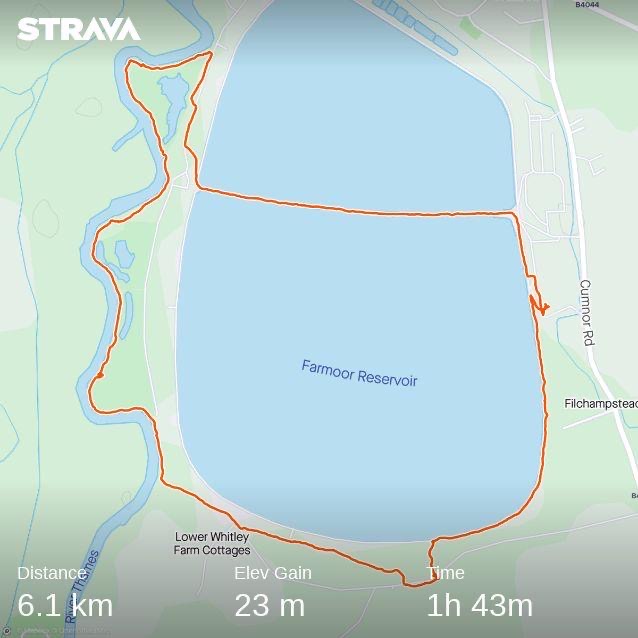 STRAVA
B4044
Cumnor Rd
Farmoor Reservoir
Filchampstead
Lower Whitley
Farm Cottages
River Thames
Distance
Elev Gain
Time
6.1 km
23 m
1h 43m